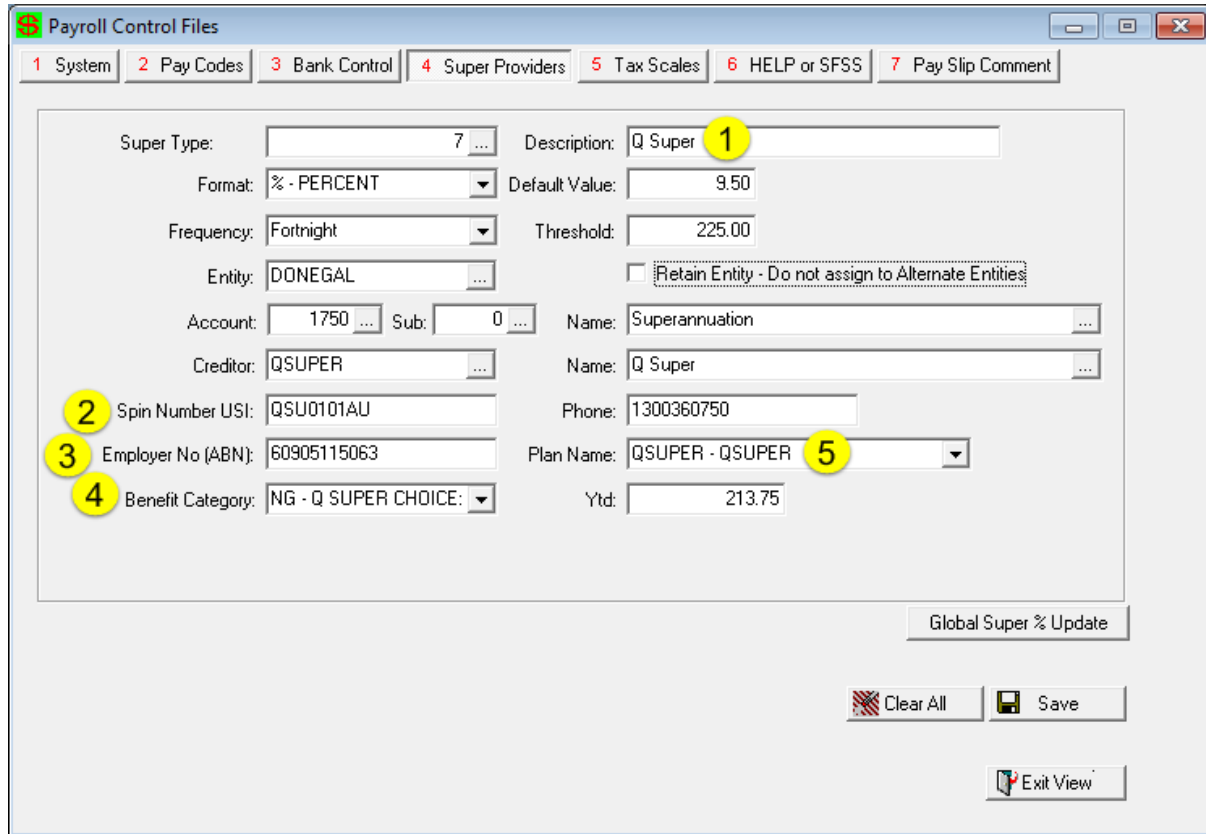 Payroll Control Files
1 System 2 Pay Codes 3 Bank Control 4 Super Providers 5 Tax Scales 6 HELP or SFSS 7 Pay Slip Comment
Super Type: 7 ... Description: Q Super 1
Format: % - PERCENT Default Value: 9.50
Frequency: Fortnight Threshold: 225.00
Entity: DONEGAL ... Retain Entity - Do not assign to Alternate Entities
Account: 1750 ... Sub: 0 ... Name: Superannuation ...
Creditor: QSUPER ... Name: Q Super ...
2 Spin Number USI: QSU0101AU Phone: 1300360750
3 Employer No (ABN): 60905115063 Plan Name: QSUPER - QSUPER 5
4 Benefit Category: NG - Q SUPER CHOICE: Ytd: 213.75
Global Super % Update
Clear All Save
Exit View